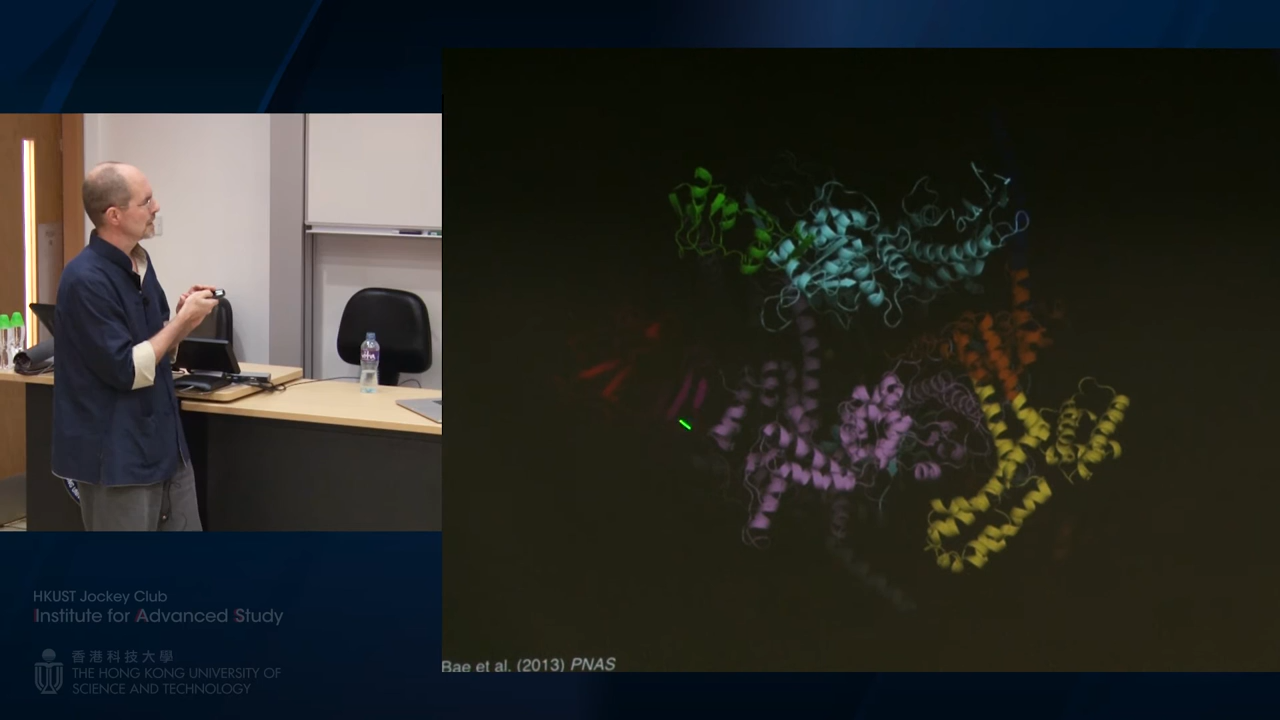 Bae et al. (2013) PNAS
HKUST Jockey Club
Institute for Advanced Study
香港科技大學
THE HONG KONG UNIVERSITY OF
SCIENCE AND TECHNOLOGY